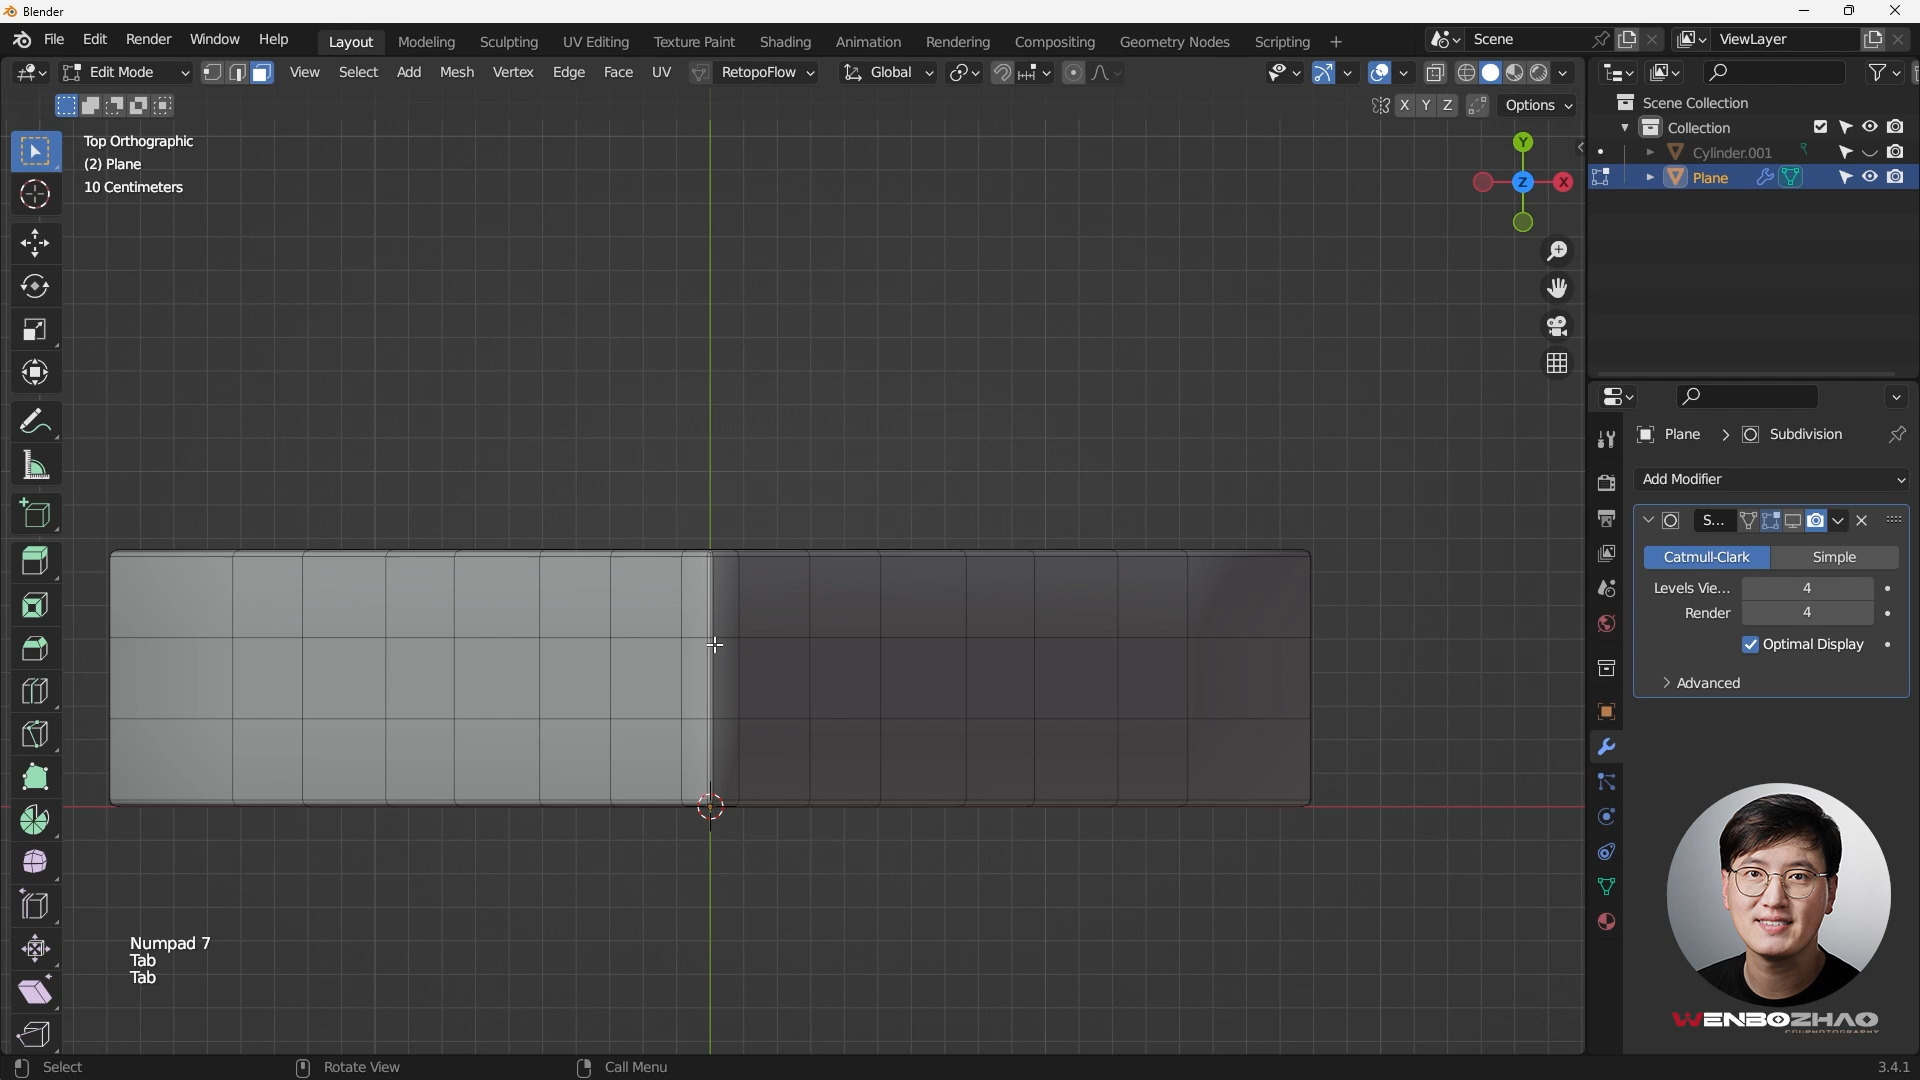 Blender
File Edit Render Window Help Layout Modeling Sculpting UV Editing Texture Paint Shading Animation Rendering Compositing Geometry Nodes Scripting + Scene ViewLayer
Edit Mode View Select Add Mesh Vertex Edge Face UV RetopoFlow Global
X Y Z Options
Top Orthographic
(2) Plane
10 Centimeters
Y
Z X
Scene Collection
Collection
Cylinder.001
Plane
Plane > Subdivision
Add Modifier
S...
Catmull-Clark Simple
Levels Vie... 4
Render 4
Optimal Display
> Advanced
Numpad 7
Tab
Tab
WENBOZHAO
Select Rotate View Call Menu 3.4.1